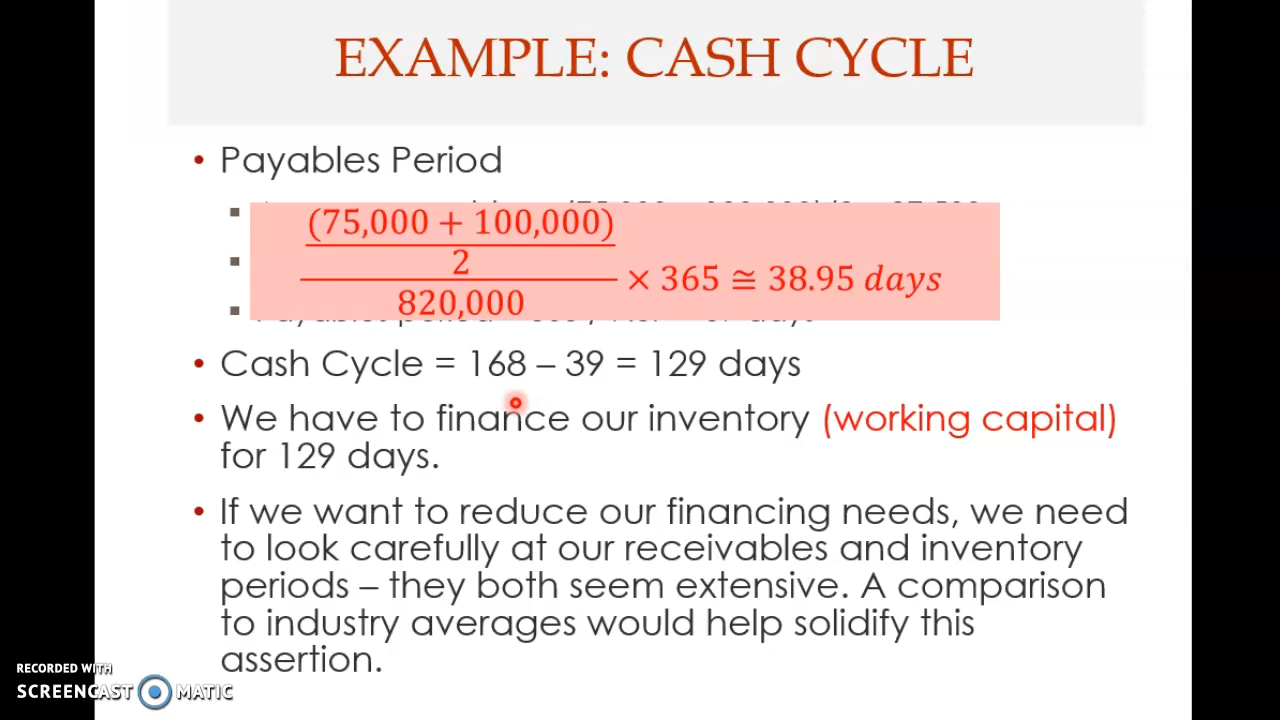 EXAMPLE: CASH CYCLE
• Payables Period
(75,000 + 100,000)
2
820,000
× 365 ≅ 38.95 days
• Cash Cycle = 168 – 39 = 129 days
• We have to finance our inventory (working capital)
for 129 days.
• If we want to reduce our financing needs, we need
to look carefully at our receivables and inventory
periods – they both seem extensive. A comparison
to industry averages would help solidify this
assertion.
RECORDED WITH
SCREENCAST MATIC